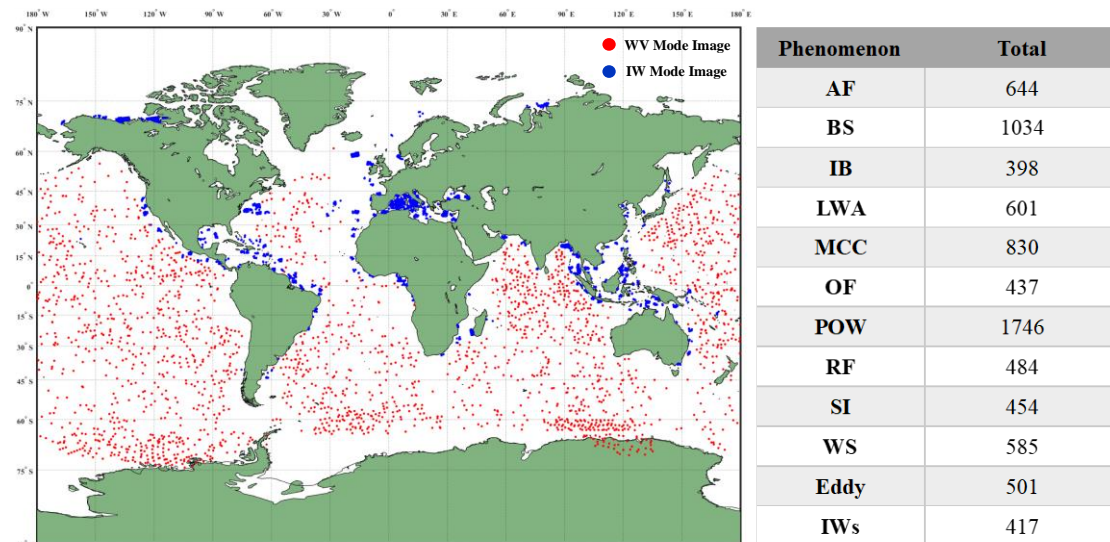 180° W 150° W 120° W 90° W 60° W 30° W 0° 30° E 60° E 90° E 120° E 150° E 180° E
90° N
75° N
60° N
45° N
30° N
15° N
0°
15° S
30° S
45° S
60° S
75° S
WV Mode Image
IW Mode Image
Phenomenon Total
AF 644
BS 1034
IB 398
LWA 601
MCC 830
OF 437
POW 1746
RF 484
SI 454
WS 585
Eddy 501
IWs 417